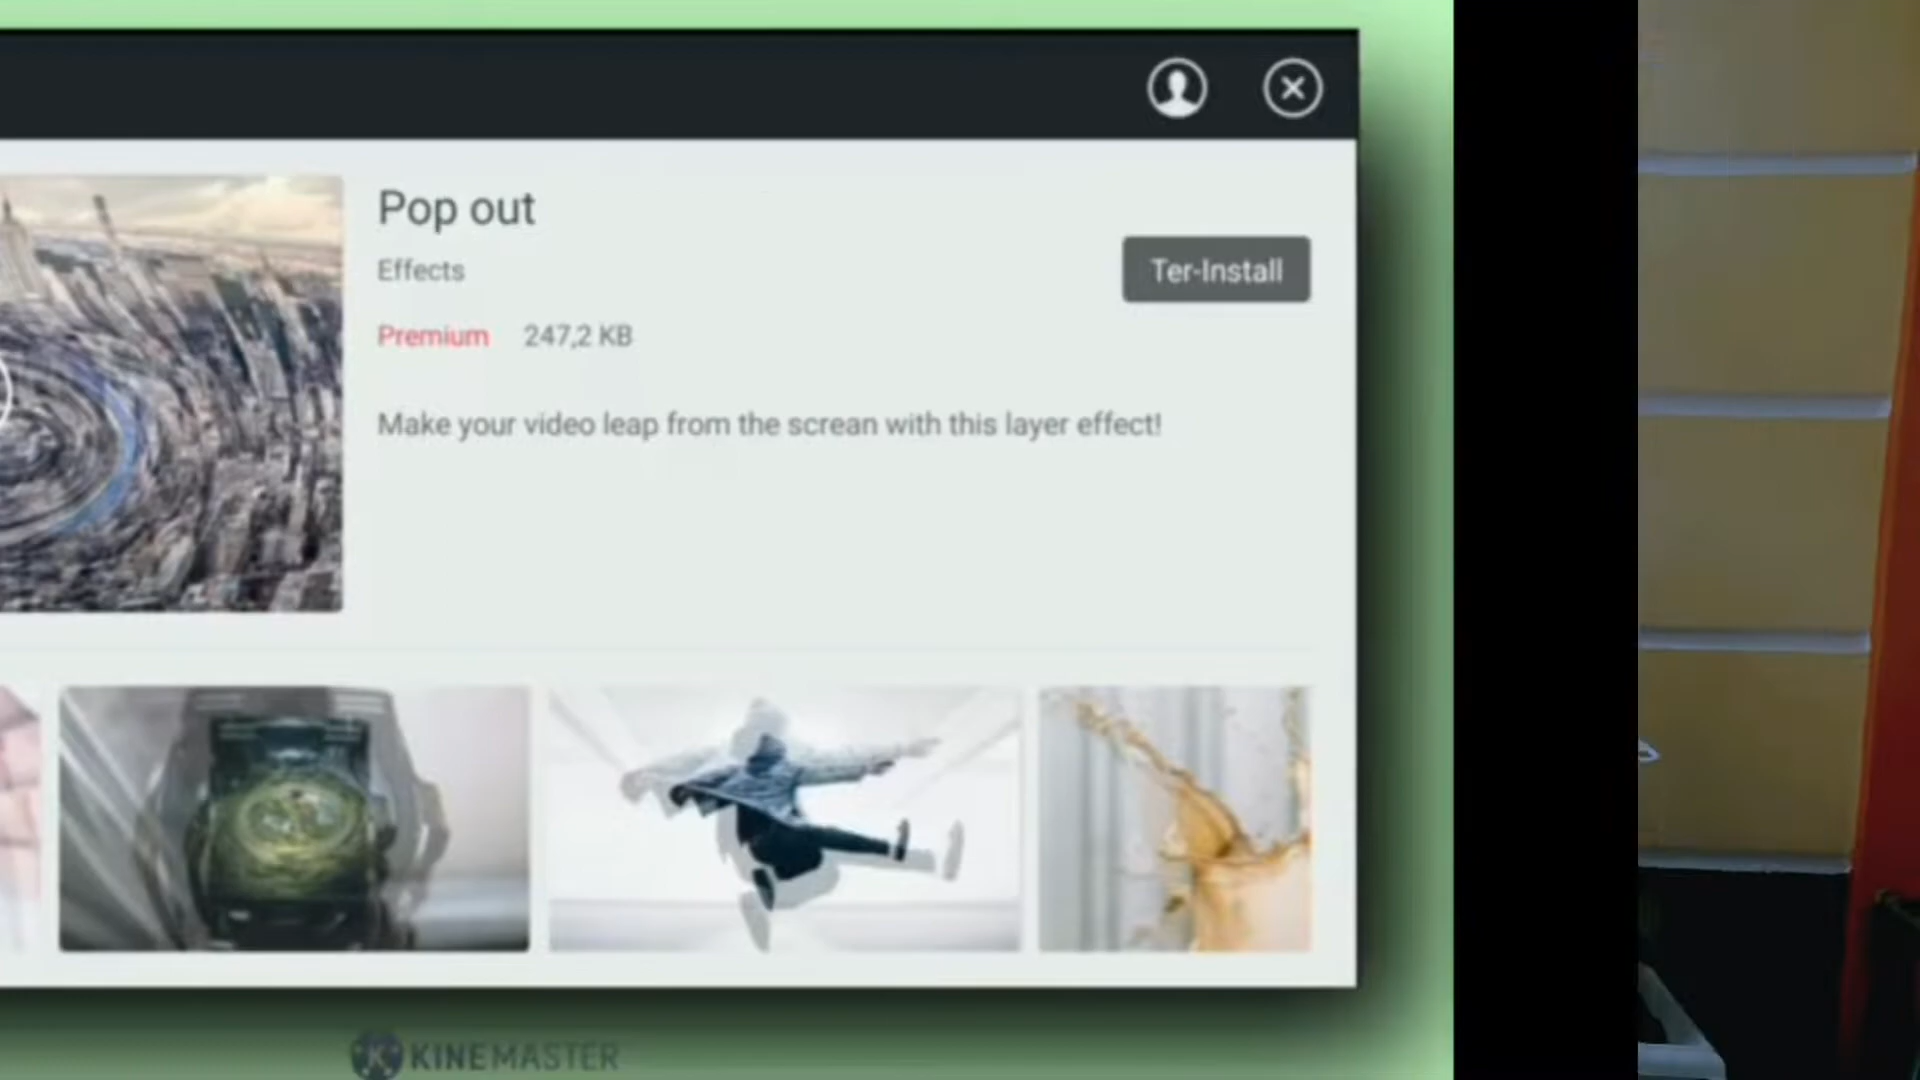 Pop out
Effects
Ter-Install
Premium 247,2 KB
Make your video leap from the screan with this layer effect!
KINEMASTER